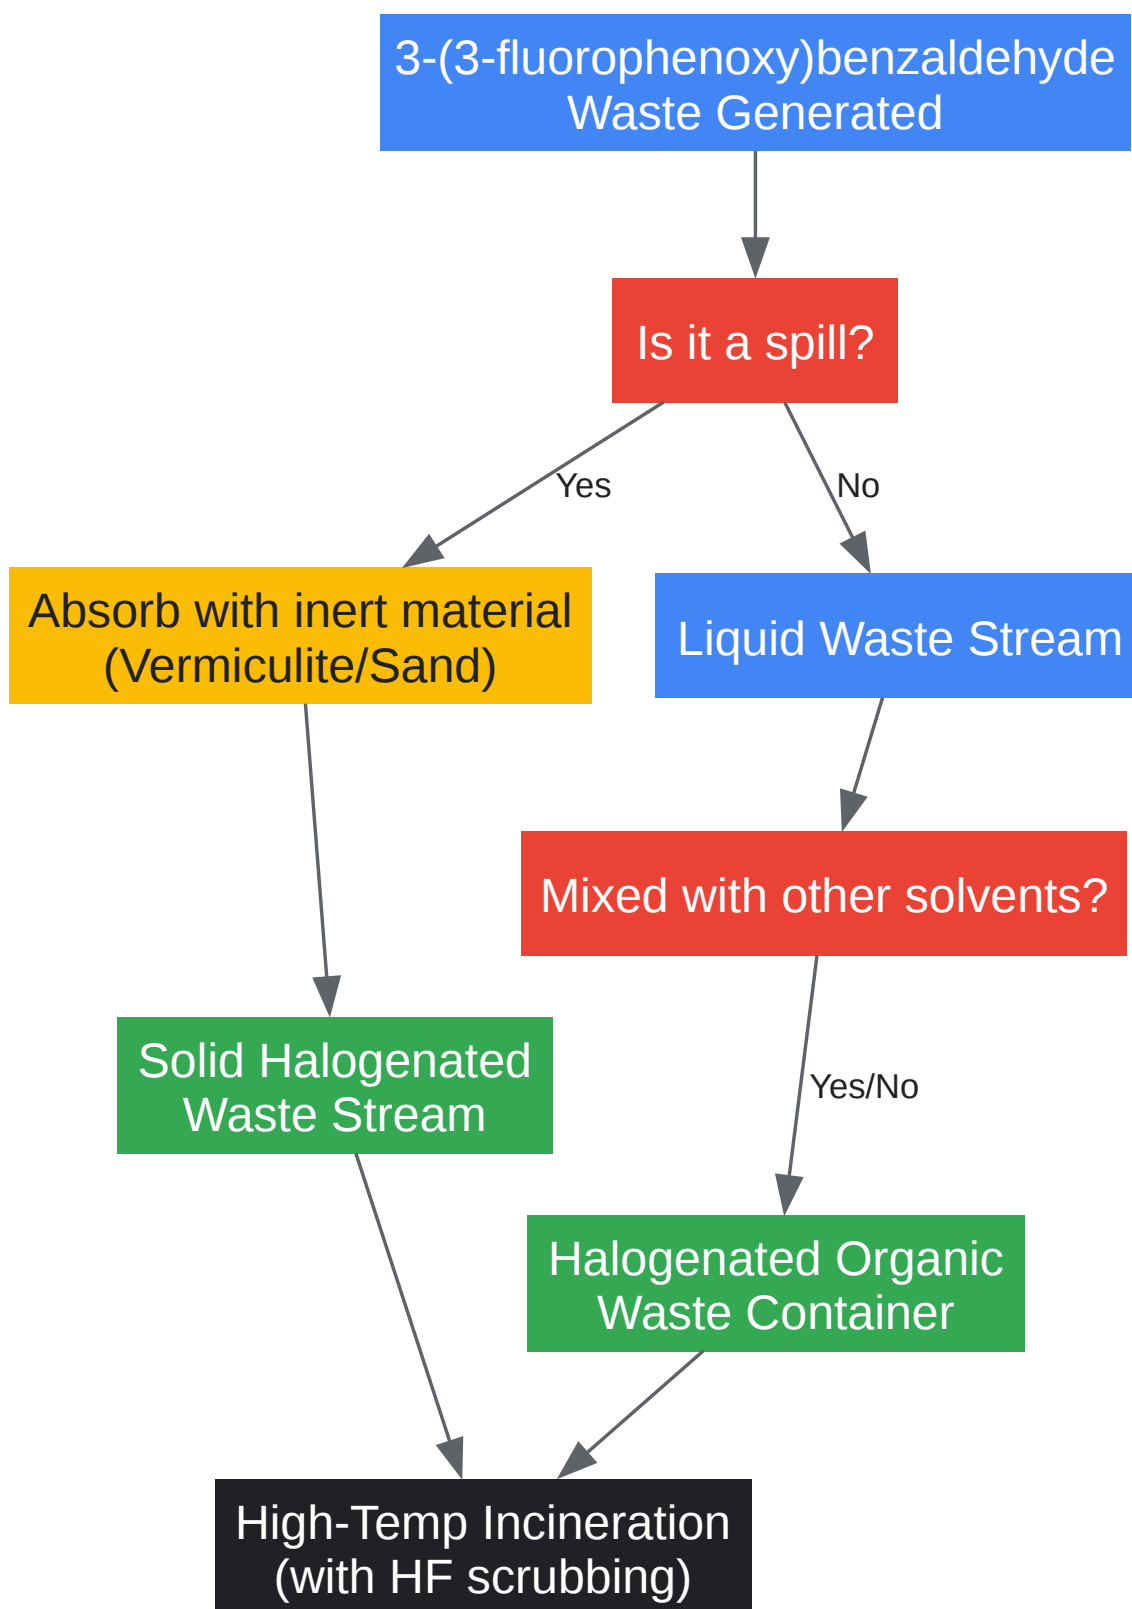 3-(3-fluorophenoxy)benzaldehyde
Waste Generated
Is it a spill?
Yes
No
Absorb with inert material
(Vermiculite/Sand)
Liquid Waste Stream
Mixed with other solvents?
Solid Halogenated
Waste Stream
Yes/No
Halogenated Organic
Waste Container
High-Temp Incineration
(with HF scrubbing)